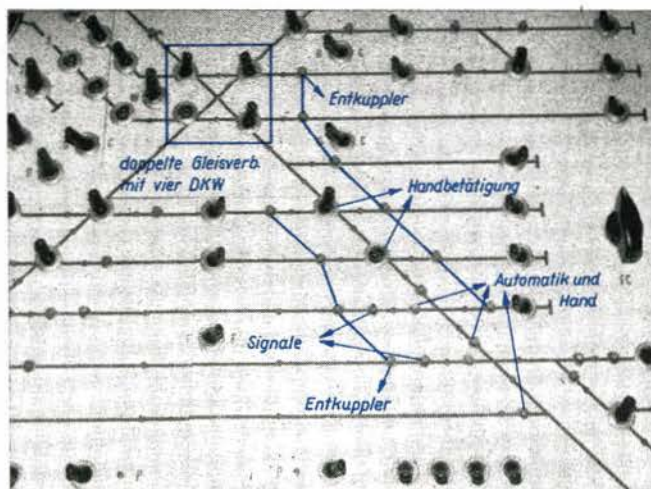 Entkuppler
doppelte Gleisverb.
mit vier DKW
Handbetätigung
Automatik und
Hand
Signale
Entkuppler